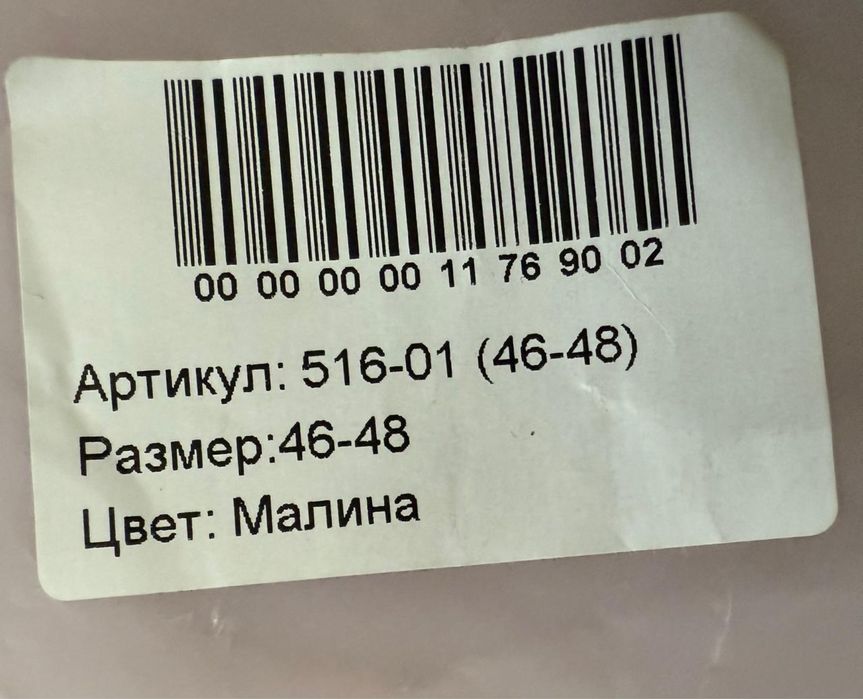 00 00 00 00 11 76 90 02
Артикул: 516-01 (46-48)
Размер:46-48
Цвет: Малина